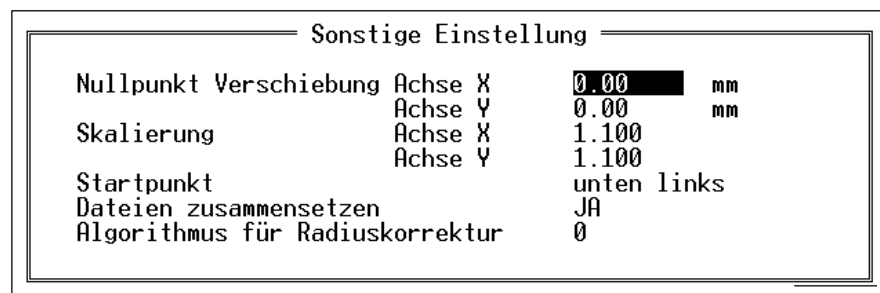 Sonstige Einstellung
Nullpunkt Verschiebung Achse X 0.00 mm
Achse Y 0.00 mm
Skalierung Achse X 1.100
Achse Y 1.100
Startpunkt unten links
Dateien zusammensetzen JA
Algorithmus für Radiuskorrektur 0